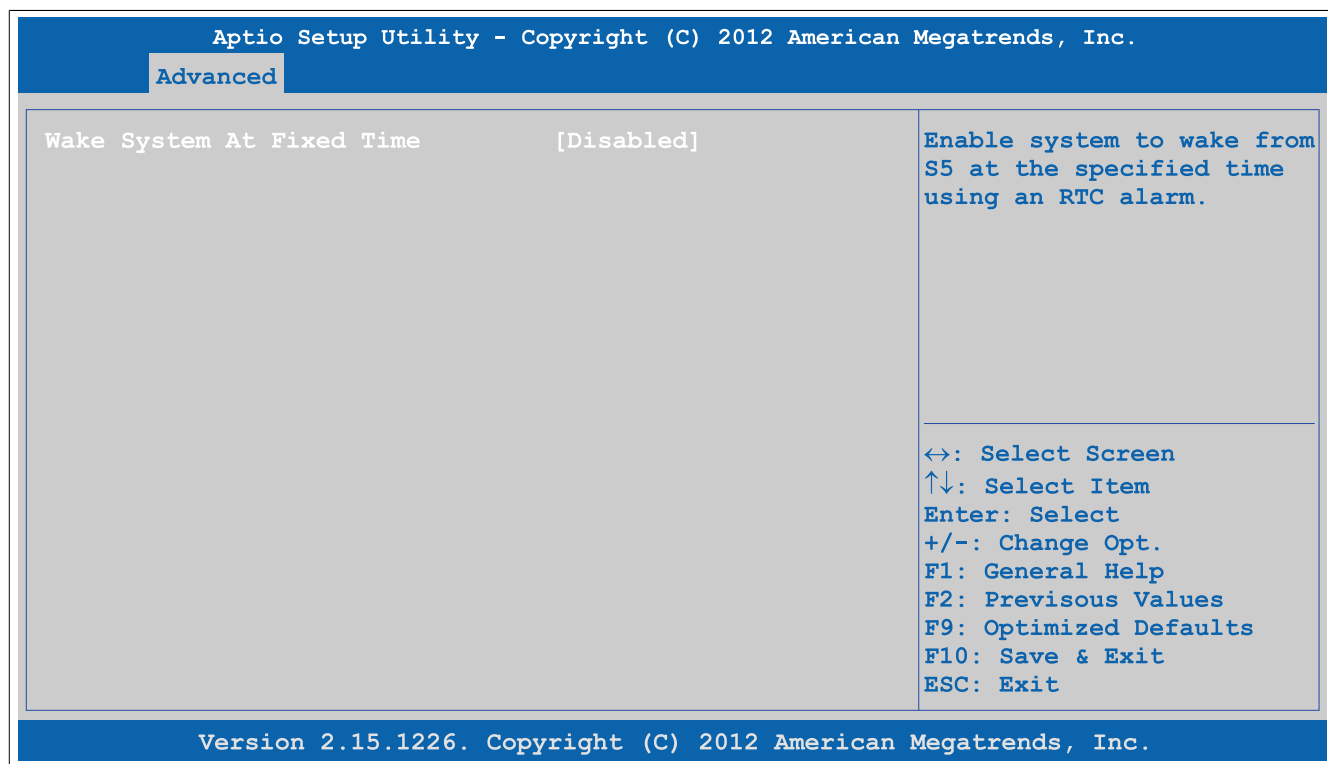 Aptio Setup Utility - Copyright (C) 2012 American Megatrends, Inc.
Advanced
Wake System At Fixed Time [Disabled]
Enable system to wake from
S5 at the specified time
using an RTC alarm.
↔: Select Screen
↑↓: Select Item
Enter: Select
+/-: Change Opt.
F1: General Help
F2: Previsous Values
F9: Optimized Defaults
F10: Save & Exit
ESC: Exit
Version 2.15.1226. Copyright (C) 2012 American Megatrends, Inc.